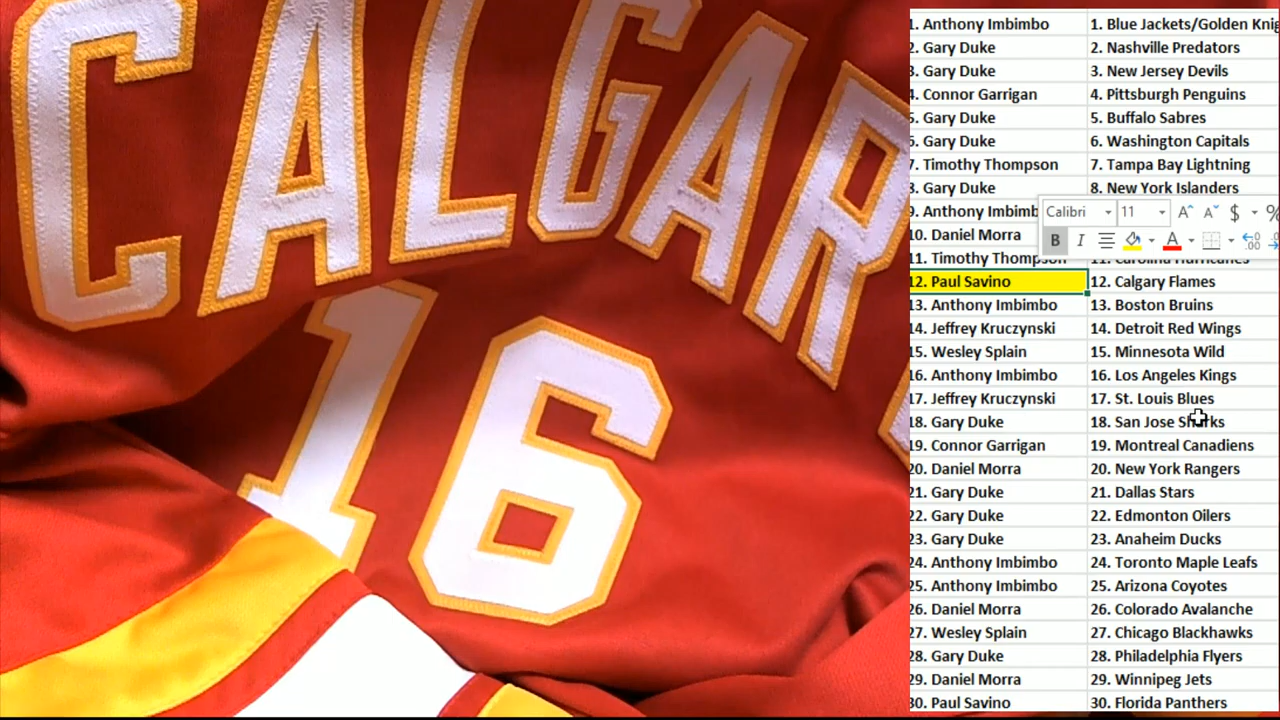 CALGAR
16
1. Anthony Imbimbo 1. Blue Jackets/Golden Knig
2. Gary Duke 2. Nashville Predators
3. Gary Duke 3. New Jersey Devils
4. Connor Garrigan 4. Pittsburgh Penguins
5. Gary Duke 5. Buffalo Sabres
6. Gary Duke 6. Washington Capitals
7. Timothy Thompson 7. Tampa Bay Lightning
8. Gary Duke 8. New York Islanders
9. Anthony Imbimb
Calibri 11 A A $ %
B I A
10. Daniel Morra
11. Timothy Thompson 11. Carolina Hurricanes
12. Paul Savino 12. Calgary Flames
13. Anthony Imbimbo 13. Boston Bruins
14. Jeffrey Kruczynski 14. Detroit Red Wings
15. Wesley Splain 15. Minnesota Wild
16. Anthony Imbimbo 16. Los Angeles Kings
17. Jeffrey Kruczynski 17. St. Louis Blues
18. Gary Duke 18. San Jose Sharks
19. Connor Garrigan 19. Montreal Canadiens
20. Daniel Morra 20. New York Rangers
21. Gary Duke 21. Dallas Stars
22. Gary Duke 22. Edmonton Oilers
23. Gary Duke 23. Anaheim Ducks
24. Anthony Imbimbo 24. Toronto Maple Leafs
25. Anthony Imbimbo 25. Arizona Coyotes
26. Daniel Morra 26. Colorado Avalanche
27. Wesley Splain 27. Chicago Blackhawks
28. Gary Duke 28. Philadelphia Flyers
29. Daniel Morra 29. Winnipeg Jets
30. Paul Savino 30. Florida Panthers